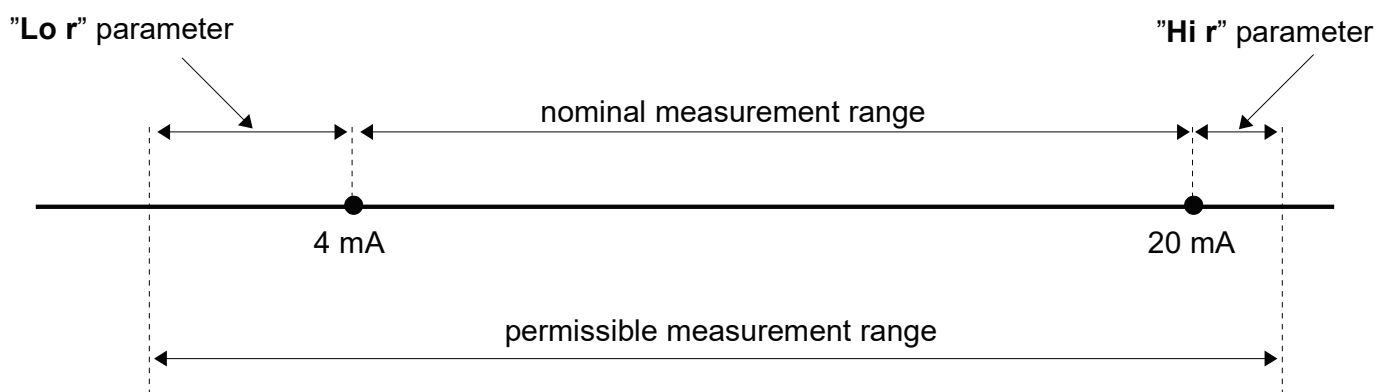 ”Lo r” parameter
”Hi r” parameter
nominal measurement range
4 mA
20 mA
permissible measurement range